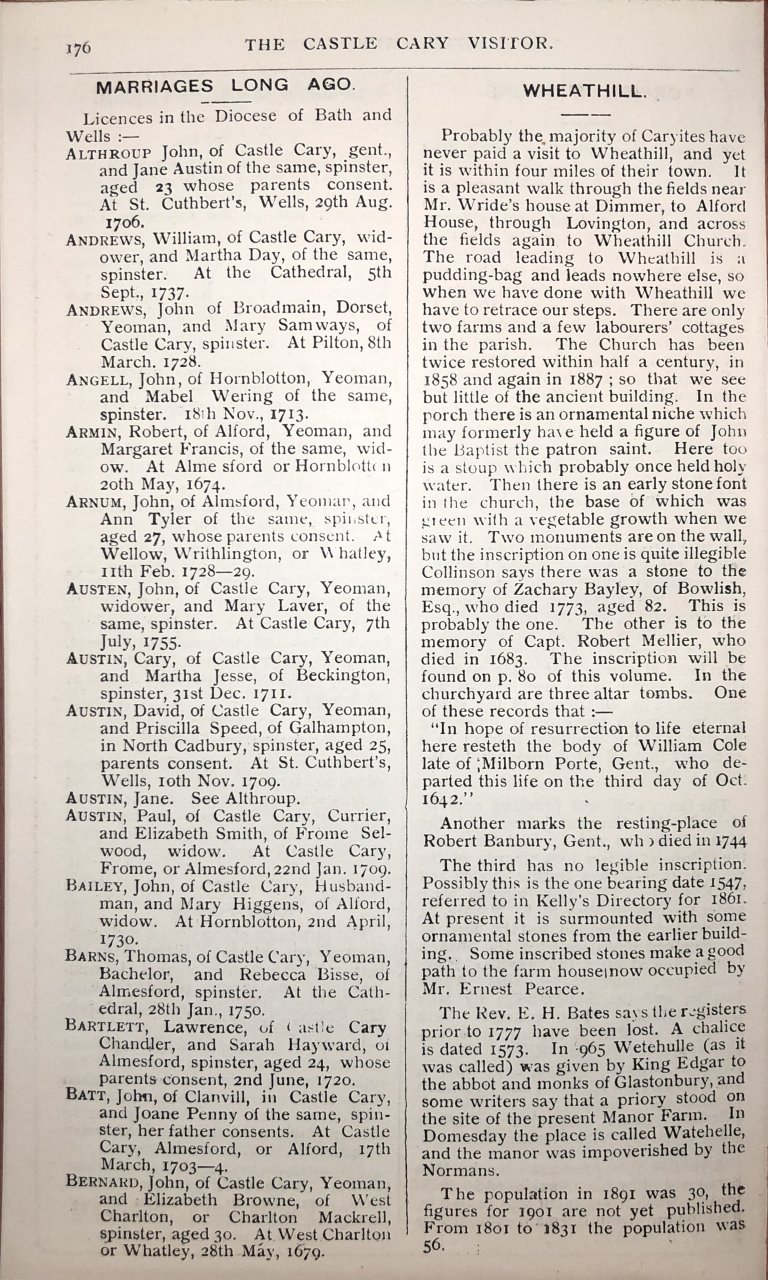 176
THE CASTLE CARY VISITOR.
MARRIAGES LONG AGO.
Licences in the Diocese of Bath and
Wells :—
ALTHROUP John, of Castle Cary, gent.,
and Jane Austin of the same, spinster,
aged 23 whose parents consent.
At St. Cuthbert's, Wells, 29th Aug.
1706.
ANDREWS, William, of Castle Cary, wid-
ower, and Martha Day, of the same,
spinster. At the Cathedral, 5th
Sept., 1737.
ANDREWS, John of Broadmain, Dorset,
Yeoman, and Mary Samways, of
Castle Cary, spinster. At Pilton, 8th
March. 1728.
ANGELL, John, of Hornblotton, Yeoman,
and Mabel Wering of the same,
spinster. 18th Nov., 1713.
ARMIN, Robert, of Alford, Yeoman, and
Margaret Francis, of the same, wid-
ow. At Alme sford or Hornblotton
20th May, 1674.
ARNUM, John, of Almsford, Yeoman, and
Ann Tyler of the same, spinster,
aged 27, whose parents consent. At
Wellow, Writhlington, or Whatley,
11th Feb. 1728—29.
AUSTEN, John, of Castle Cary, Yeoman,
widower, and Mary Laver, of the
same, spinster. At Castle Cary, 7th
July, 1755.
AUSTIN, Cary, of Castle Cary, Yeoman,
and Martha Jesse, of Beckington,
spinster, 31st Dec. 1711.
AUSTIN, David, of Castle Cary, Yeoman,
and Priscilla Speed, of Galhampton,
in North Cadbury, spinster, aged 25,
parents consent. At St. Cuthbert's,
Wells, 10th Nov. 1709.
AUSTIN, Jane. See Althroup.
AUSTIN, Paul, of Castle Cary, Currier,
and Elizabeth Smith, of Frome Sel-
wood, widow. At Castle Cary,
Frome, or Almesford, 22nd Jan. 1709.
BAILEY, John, of Castle Cary, Husband-
man, and Mary Higgens, of Alford,
widow. At Hornblotton, 2nd April,
1730.
BARNS, Thomas, of Castle Cary, Yeoman,
Bachelor, and Rebecca Bisse, of
Almesford, spinster. At the Cath-
edral, 28th Jan., 1750.
BARTLETT, Lawrence, of Castle Cary
Chandler, and Sarah Hayward, of
Almesford, spinster, aged 24, whose
parents consent, 2nd June, 1720.
BATT, John, of Clanvill, in Castle Cary,
and Joane Penny of the same, spin-
ster, her father consents. At Castle
Cary, Almesford, or Alford, 17th
March, 1703—4.
BERNARD, John, of Castle Cary, Yeoman,
and Elizabeth Browne, of West
Charlton, or Charlton Mackrell,
spinster, aged 30. At West Charlton
or Whatley, 28th May, 1679.
WHEATHILL.
Probably the majority of Caryites have
never paid a visit to Wheathill, and yet
it is within four miles of their town. It
is a pleasant walk through the fields near
Mr. Wride's house at Dimmer, to Alford
House, through Lovington, and across
the fields again to Wheathill Church.
The road leading to Wheathill is a
pudding-bag and leads nowhere else, so
when we have done with Wheathill we
have to retrace our steps. There are only
two farms and a few labourers' cottages
in the parish. The Church has been
twice restored within half a century, in
1858 and again in 1887 ; so that we see
but little of the ancient building. In the
porch there is an ornamental niche which
may formerly have held a figure of John
the Baptist the patron saint. Here too
is a stoup which probably once held holy
water. Then there is an early stone font
in the church, the base of which was
green with a vegetable growth when we
saw it. Two monuments are on the wall,
but the inscription on one is quite illegible
Collinson says there was a stone to the
memory of Zachary Bayley, of Bowlish,
Esq., who died 1773, aged 82. This is
probably the one. The other is to the
memory of Capt. Robert Mellier, who
died in 1683. The inscription will be
found on p. 80 of this volume. In the
churchyard are three altar tombs. One
of these records that :—
"In hope of resurrection to life eternal
here resteth the body of William Cole
late of Milborn Porte, Gent., who de-
parted this life on the third day of Oct.
1642."
Another marks the resting-place of
Robert Banbury, Gent., who died in 1744
The third has no legible inscription.
Possibly this is the one bearing date 1547,
referred to in Kelly's Directory for 1861.
At present it is surmounted with some
ornamental stones from the earlier build-
ing. Some inscribed stones make a good
path to the farm house now occupied by
Mr. Ernest Pearce.
The Rev. E. H. Bates says the registers
prior to 1777 have been lost. A chalice
is dated 1573. In 965 Wetehulle (as it
was called) was given by King Edgar to
the abbot and monks of Glastonbury, and
some writers say that a priory stood on
the site of the present Manor Farm. In
Domesday the place is called Watehelle,
and the manor was impoverished by the
Normans.
The population in 1891 was 30, the
figures for 1901 are not yet published.
From 1801 to 1831 the population was
56.